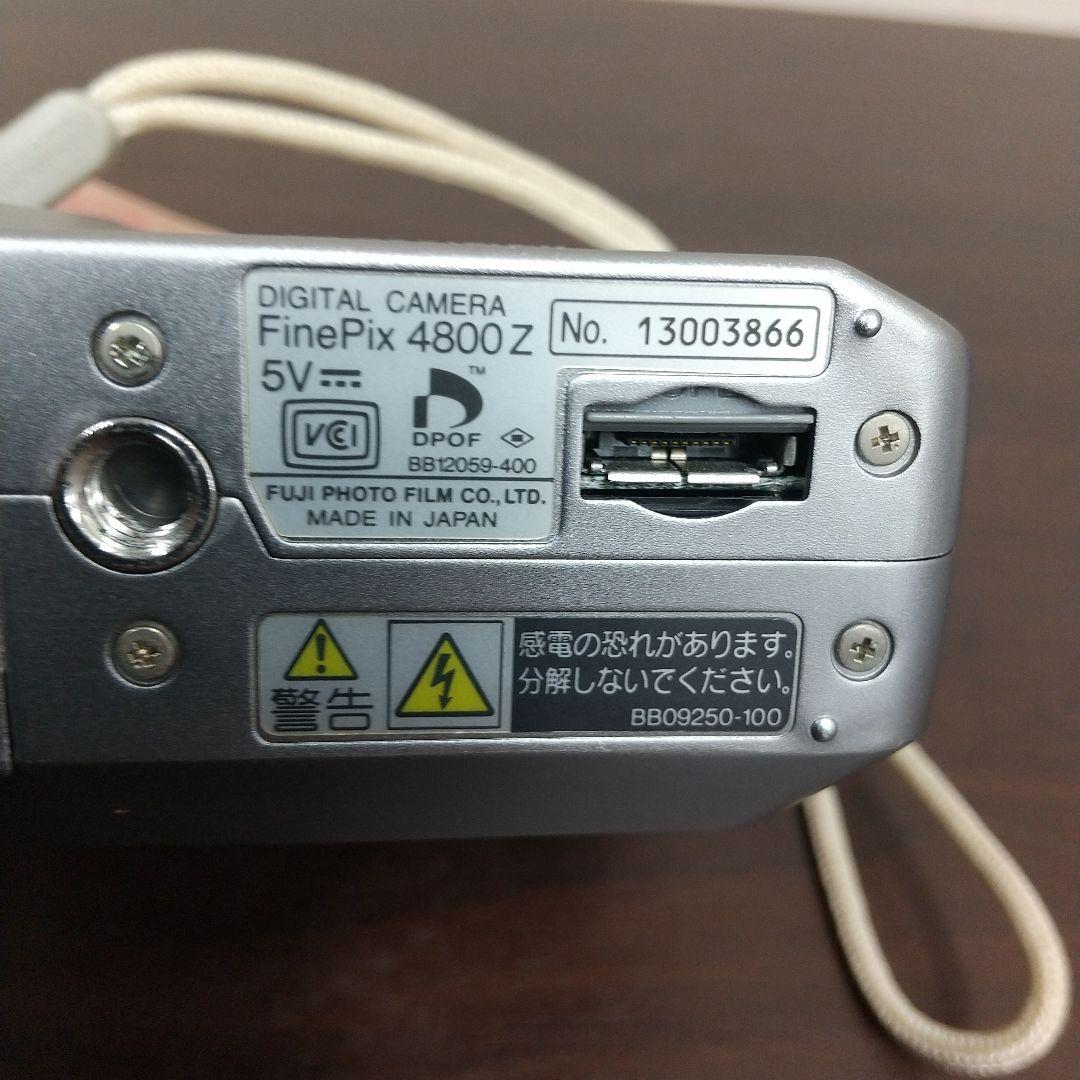 DIGITAL CAMERA
FinePix 4800 Z
No. 13003866
5V
VCI
TM
DPOF
BB12059-400
FUJI PHOTO FILM CO., LTD.
MADE IN JAPAN
警告
感電の恐れがあります。
分解しないでください。
BB09250-100